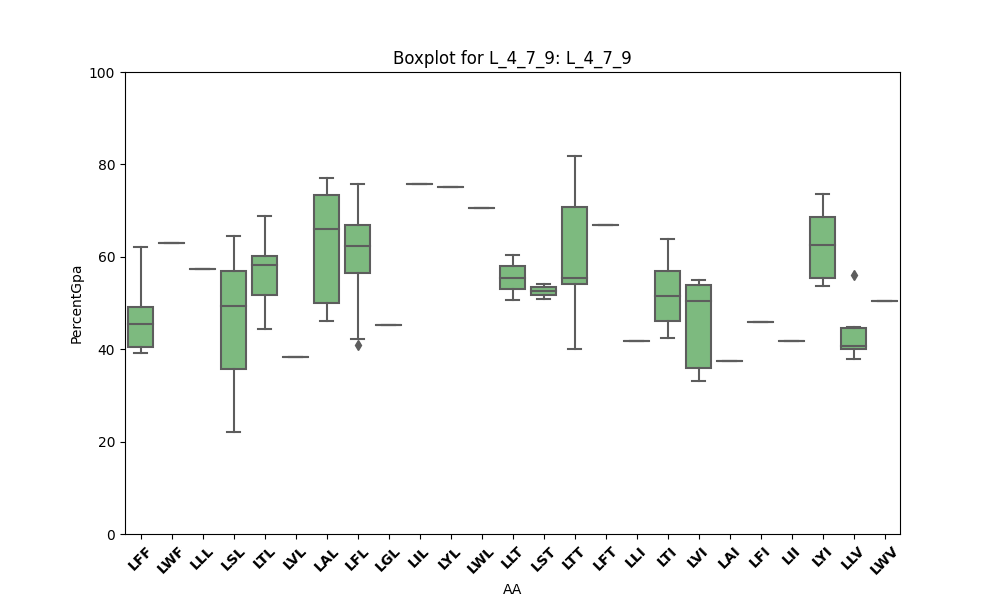 Boxplot for L_4_7_9: L_4_7_9
100
80
60
40
20
0
PercentGpa
LFF LWF LLL LSL LTL LVL LAL LFL LGL LIL LYL LWL LLT LST LTT LFT LLI LTI LVI LAI LFI LII LYI LLV LWV
AA